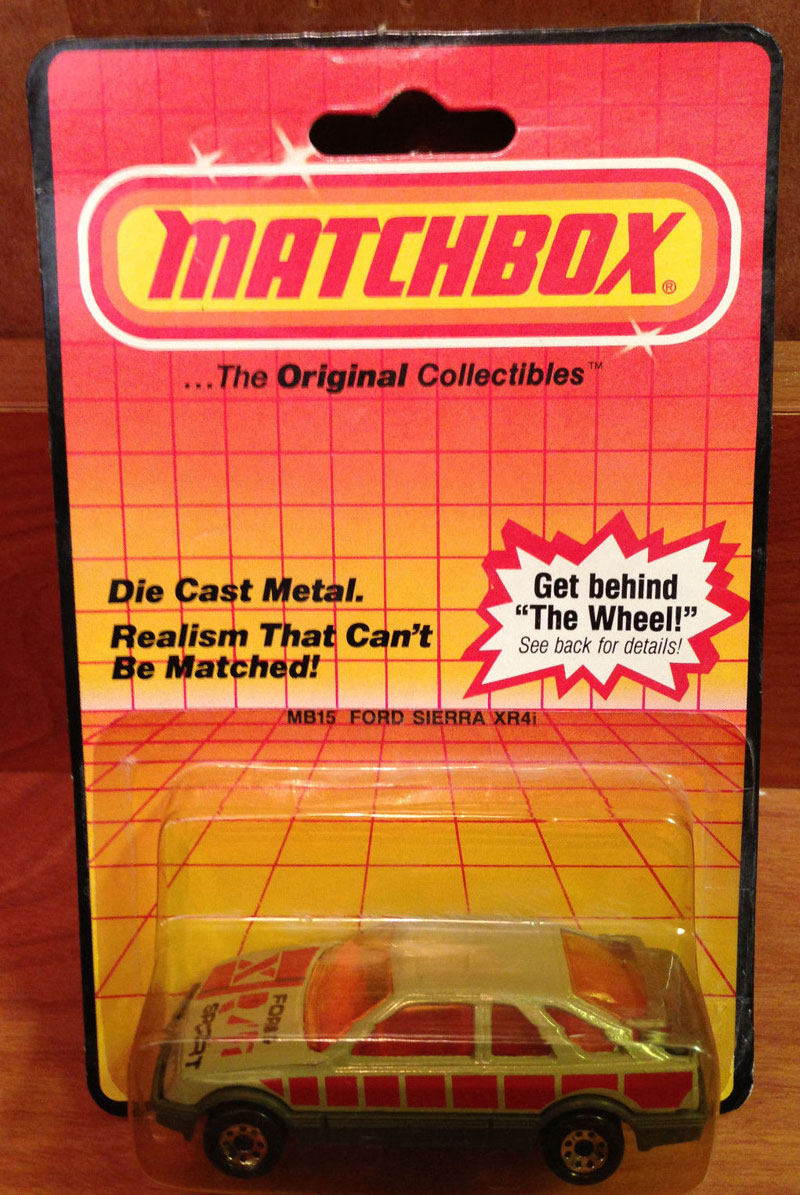 MATCHBOX®
...The Original Collectibles™
Die Cast Metal.
Realism That Can't
Be Matched!
Get behind
“The Wheel!”
See back for details!
MB15 FORD SIERRA XR4i
XR4i
FORD
SPORT